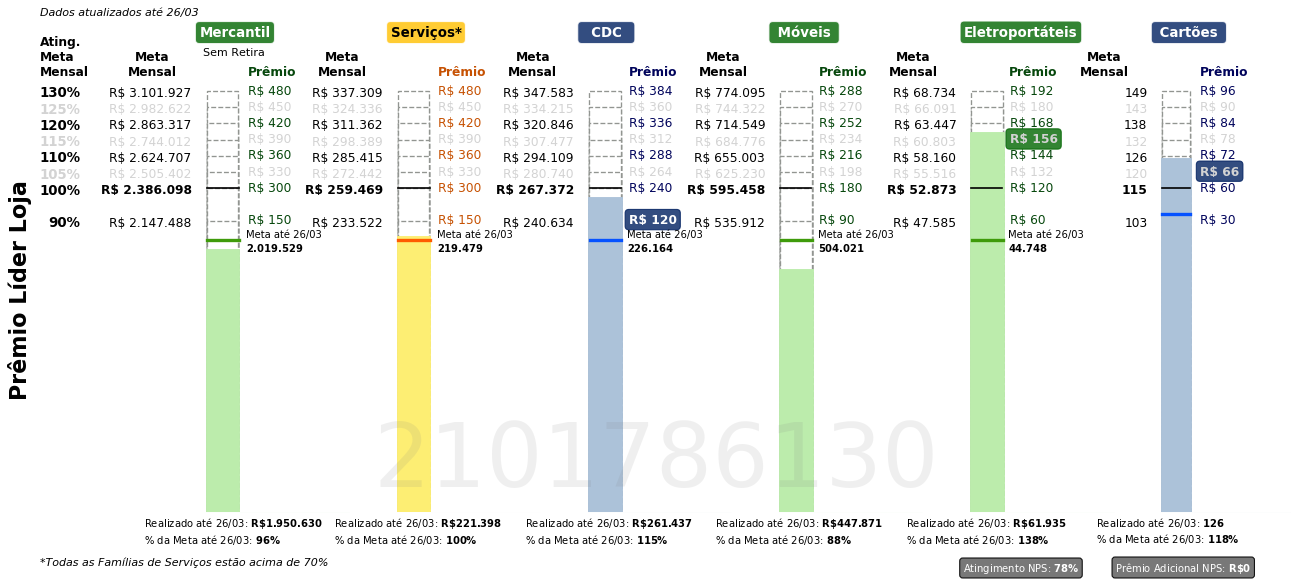 Dados atualizados até 26/03
Mercantil Serviços* CDC Móveis Eletroportáteis Cartões
Sem Retira
Ating. Meta Mensal Meta Mensal Prêmio Meta Mensal Prêmio Meta Mensal Prêmio Meta Mensal Prêmio Meta Mensal Prêmio Meta Mensal Prêmio
130% R$ 3.101.927 R$ 480 R$ 337.309 R$ 480 R$ 347.583 R$ 384 R$ 774.095 R$ 288 R$ 68.734 R$ 192 149 R$ 96
125% R$ 2.982.622 R$ 450 R$ 324.336 R$ 450 R$ 334.215 R$ 360 R$ 744.322 R$ 270 R$ 66.091 R$ 180 143 R$ 90
120% R$ 2.863.317 R$ 420 R$ 311.362 R$ 420 R$ 320.846 R$ 336 R$ 714.549 R$ 252 R$ 63.447 R$ 168 138 R$ 84
115% R$ 2.744.012 R$ 390 R$ 298.389 R$ 390 R$ 307.477 R$ 312 R$ 684.776 R$ 234 R$ 60.803 R$ 156 132 R$ 78
110% R$ 2.624.707 R$ 360 R$ 285.415 R$ 360 R$ 294.109 R$ 288 R$ 655.003 R$ 216 R$ 58.160 R$ 144 126 R$ 72
105% R$ 2.505.402 R$ 330 R$ 272.442 R$ 330 R$ 280.740 R$ 264 R$ 625.230 R$ 198 R$ 55.516 R$ 132 120 R$ 66
100% R$ 2.386.098 R$ 300 R$ 259.469 R$ 300 R$ 267.372 R$ 240 R$ 595.458 R$ 180 R$ 52.873 R$ 120 115 R$ 60
90% R$ 2.147.488 R$ 150 R$ 233.522 R$ 150 R$ 240.634 R$ 120 R$ 535.912 R$ 90 R$ 47.585 R$ 60 103 R$ 30
Meta até 26/03 Meta até 26/03 Meta até 26/03 Meta até 26/03 Meta até 26/03
2.019.529 219.479 226.164 504.021 44.748
Prêmio Líder Loja
2101786130
Realizado até 26/03: R$1.950.630 Realizado até 26/03: R$221.398 Realizado até 26/03: R$261.437 Realizado até 26/03: R$447.871 Realizado até 26/03: R$61.935 Realizado até 26/03: 126
% da Meta até 26/03: 96% % da Meta até 26/03: 100% % da Meta até 26/03: 115% % da Meta até 26/03: 88% % da Meta até 26/03: 138% % da Meta até 26/03: 118%
*Todas as Famílias de Serviços estão acima de 70% Atingimento NPS: 78% Prêmio Adicional NPS: R$0